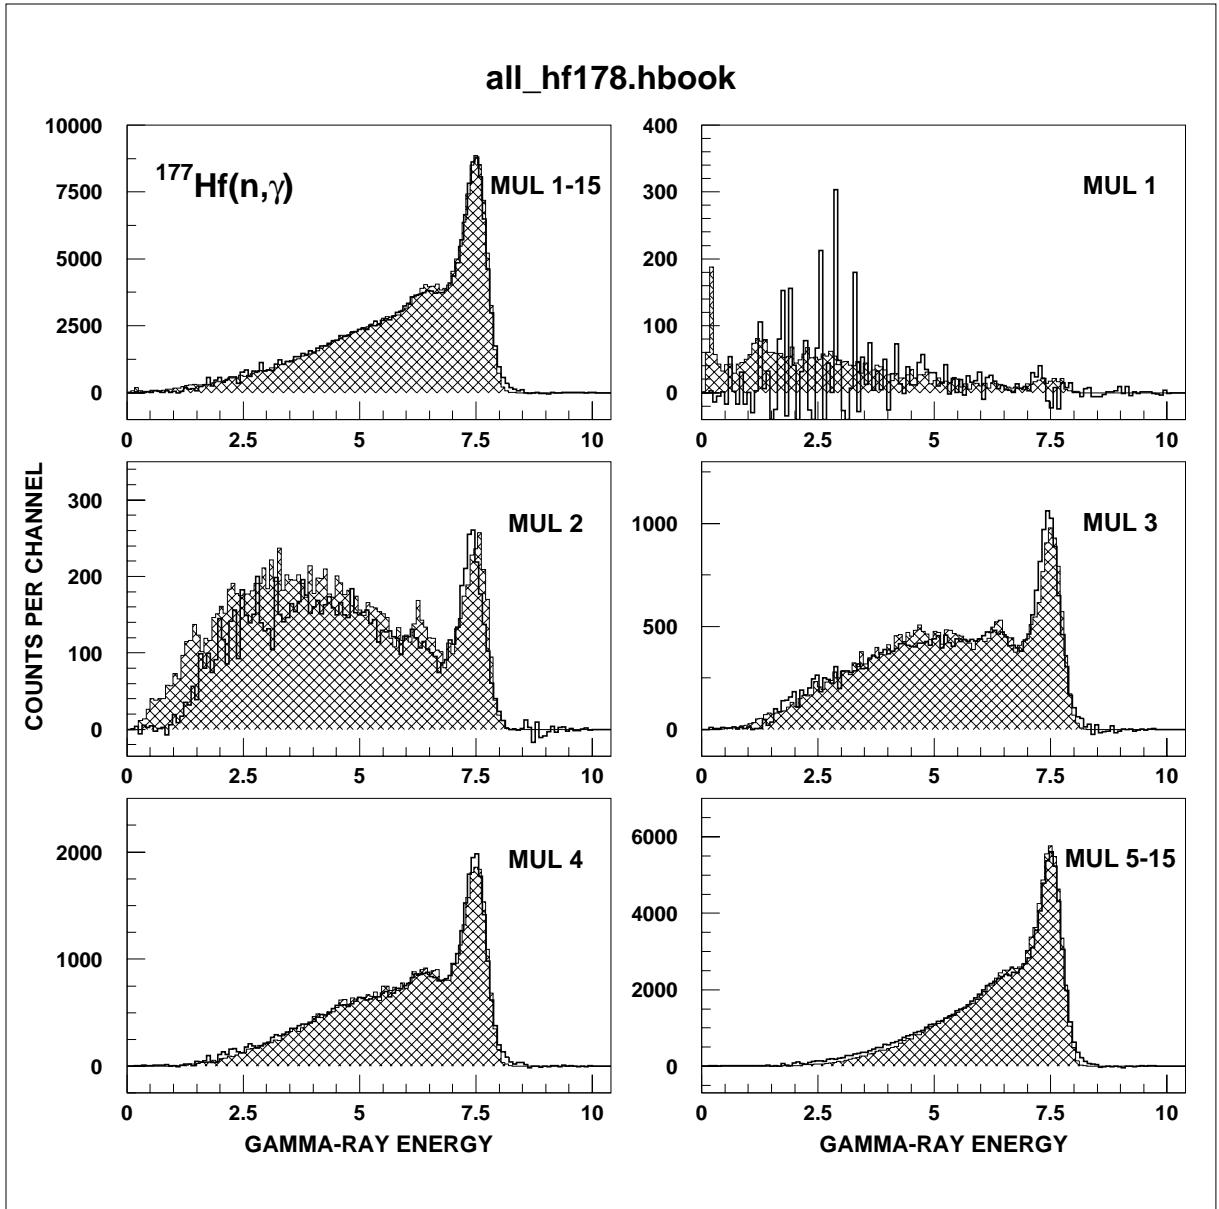 all_hf178.hbook
10000
7500
5000
2500
0
177Hf(n,γ)
MUL 1-15
0 2.5 5 7.5 10
400
300
200
100
0
MUL 1
0 2.5 5 7.5 10
COUNTS PER CHANNEL
300
200
100
0
MUL 2
0 2.5 5 7.5 10
1000
500
0
MUL 3
0 2.5 5 7.5 10
2000
1000
0
MUL 4
0 2.5 5 7.5 10
GAMMA-RAY ENERGY
6000
4000
2000
0
MUL 5-15
0 2.5 5 7.5 10
GAMMA-RAY ENERGY